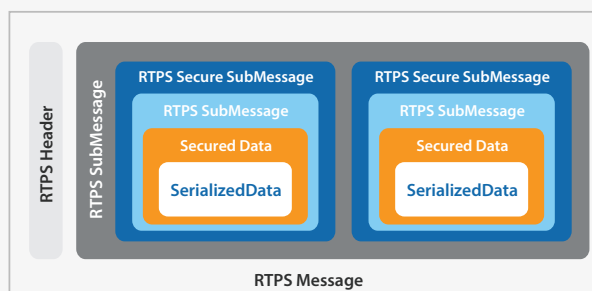 RTPS Header
RTPS SubMessage
RTPS Secure SubMessage
RTPS SubMessage
Secured Data
SerializedData
RTPS Secure SubMessage
RTPS SubMessage
Secured Data
SerializedData
RTPS Message